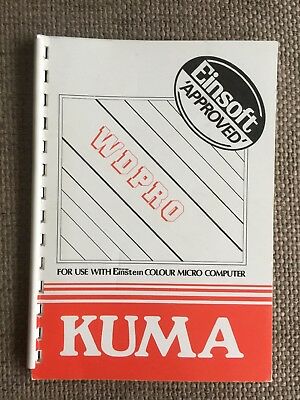 Einsoft
'APPROVED'
WDPRO
FOR USE WITH Einstein COLOUR MICRO COMPUTER
KUMA